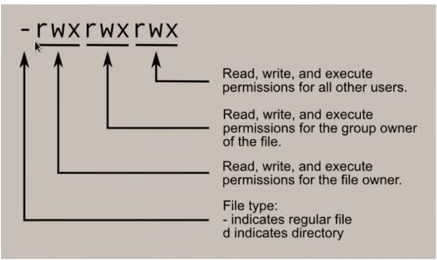 -rwxrwxrwx
Read, write, and execute
permissions for all other users.
Read, write, and execute
permissions for the group owner
of the file.
Read, write, and execute
permissions for the file owner.
File type:
- indicates regular file
d indicates directory